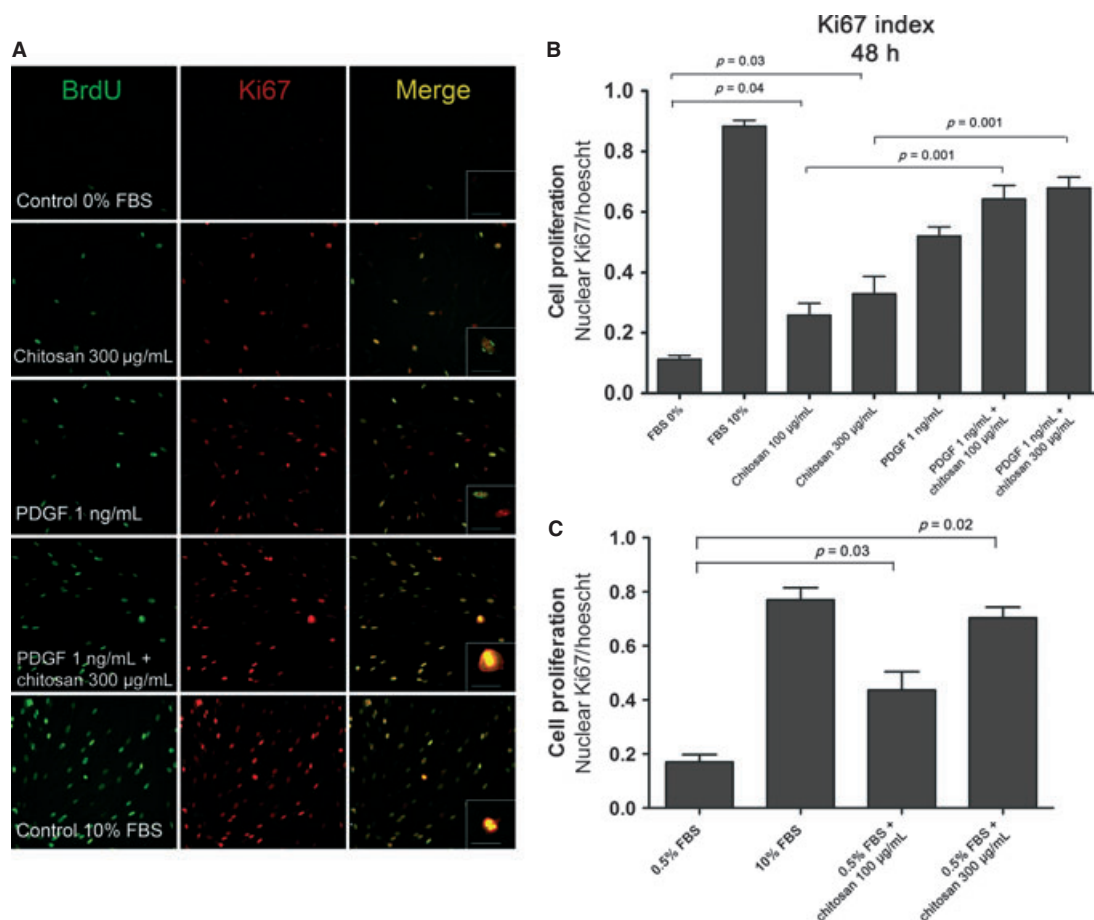 A
BrdU
Ki67
Merge
Control 0% FBS
Chitosan 300 µg/mL
PDGF 1 ng/mL
PDGF 1 ng/mL +
chitosan 300 µg/mL
Control 10% FBS
B
Ki67 index
48 h
p = 0.03
p = 0.04
p = 0.001
p = 0.001
Cell proliferation
Nuclear Ki67/hoescht
1.0
0.8
0.6
0.4
0.2
0.0
FBS 0%
FBS 10%
Chitosan 100 µg/mL
Chitosan 300 µg/mL
PDGF 1 ng/mL
PDGF 1 ng/mL +
chitosan 100 µg/mL
PDGF 1 ng/mL +
chitosan 300 µg/mL
C
p = 0.02
p = 0.03
Cell proliferation
Nuclear Ki67/hoescht
1.0
0.8
0.6
0.4
0.2
0.0
0.5% FBS
10% FBS
0.5% FBS +
chitosan 100 µg/mL
0.5% FBS +
chitosan 300 µg/mL